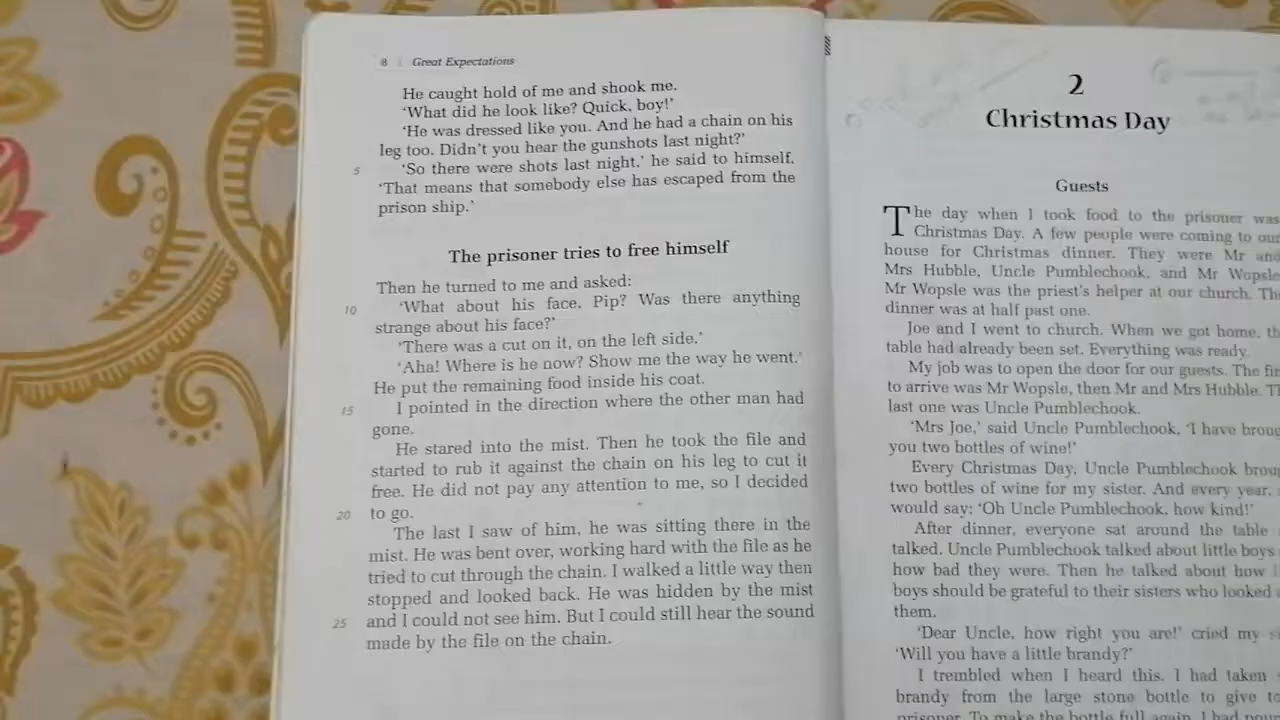 8 Great Expectations
He caught hold of me and shook me.
‘What did he look like? Quick, boy!’
‘He was dressed like you. And he had a chain on his
leg too. Didn’t you hear the gunshots last night?’
5 ‘So there were shots last night,’ he said to himself.
‘That means that somebody else has escaped from the
prison ship.’
The prisoner tries to free himself
Then he turned to me and asked:
10 ‘What about his face, Pip? Was there anything
strange about his face?’
‘There was a cut on it, on the left side.’
‘Aha! Where is he now? Show me the way he went.’
He put the remaining food inside his coat.
15 I pointed in the direction where the other man had
gone.
He stared into the mist. Then he took the file and
started to rub it against the chain on his leg to cut it
free. He did not pay any attention to me, so I decided
20 to go.
The last I saw of him, he was sitting there in the
mist. He was bent over, working hard with the file as he
tried to cut through the chain. I walked a little way then
stopped and looked back. He was hidden by the mist
25 and I could not see him. But I could still hear the sound
made by the file on the chain.
2
Christmas Day
Guests
The day when I took food to the prisoner was
Christmas Day. A few people were coming to our
house for Christmas dinner. They were Mr and
Mrs Hubble, Uncle Pumblechook, and Mr Wopsle
Mr Wopsle was the priest’s helper at our church.
dinner was at half past one.
Joe and I went to church. When we got home,
table had already been set. Everything was ready.
My job was to open the door for our guests. The
to arrive was Mr Wopsle, then Mr and Mrs Hubble.
last one was Uncle Pumblechook.
‘Mrs Joe,’ said Uncle Pumblechook, ‘I have
you two bottles of wine!’
Every Christmas Day, Uncle Pumblechook
two bottles of wine for my sister. And every year,
would say: ‘Oh Uncle Pumblechook, how kind!’
After dinner, everyone sat around the table
talked. Uncle Pumblechook talked about little boys
how bad they were. Then he talked about how
boys should be grateful to their sisters who looked
them.
‘Dear Uncle, how right you are!’ cried my
‘Will you have a little brandy?’
I trembled when I heard this. I had taken
brandy from the large stone bottle to give to
prisoner. To make the bottle full again, I had